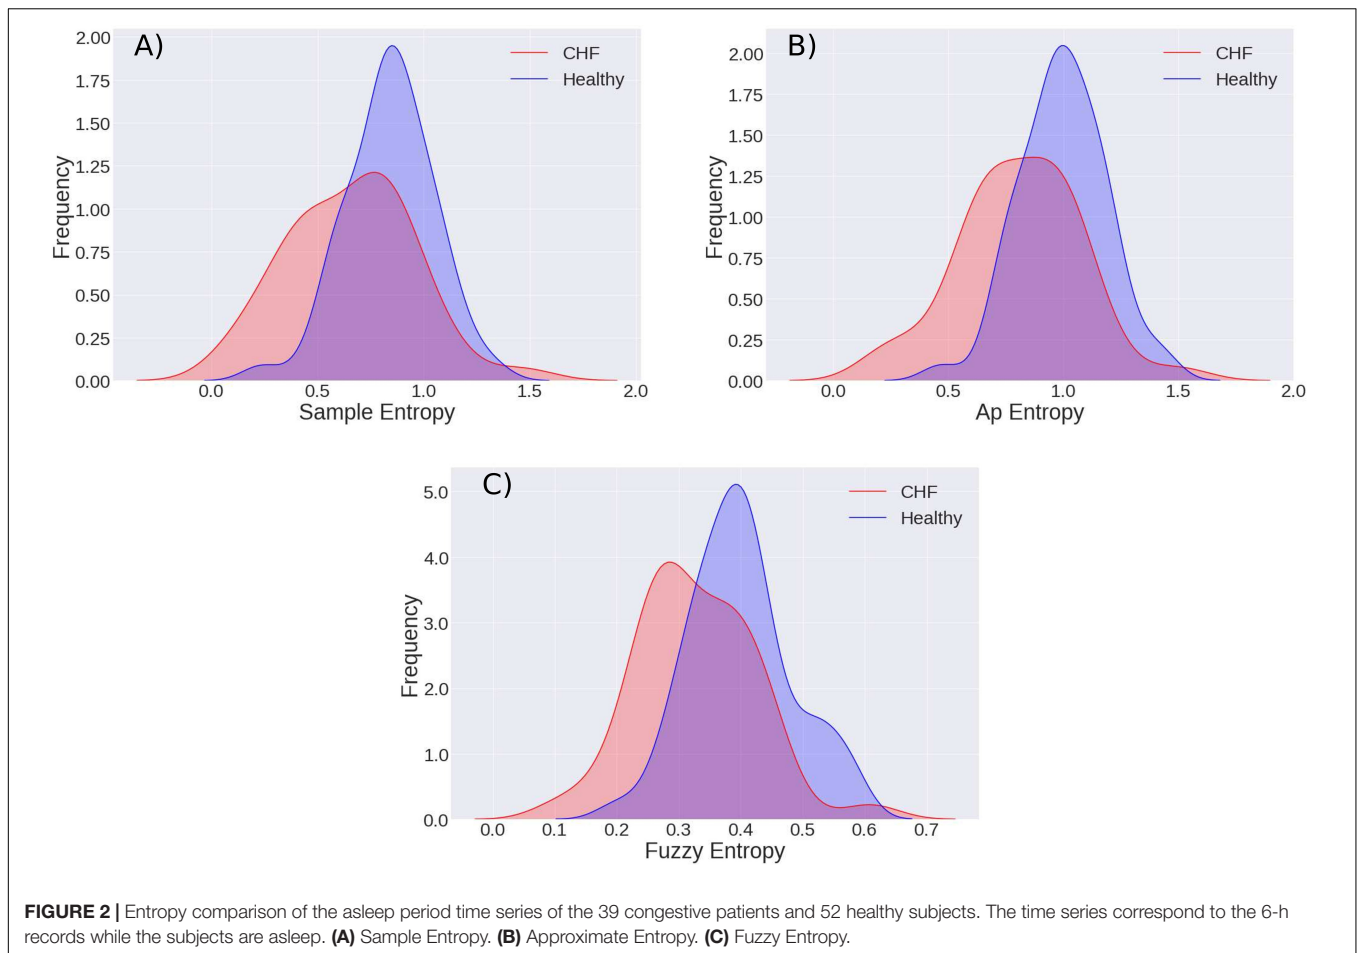 A)
CHF
Healthy
2.00
1.75
1.50
1.25
1.00
0.75
0.50
0.25
0.00
Frequency
0.0 0.5 1.0 1.5 2.0
Sample Entropy
B)
CHF
Healthy
2.00
1.75
1.50
1.25
1.00
0.75
0.50
0.25
0.00
Frequency
0.0 0.5 1.0 1.5 2.0
Ap Entropy
C)
CHF
Healthy
5.0
4.0
3.0
2.0
1.0
0.0
Frequency
0.0 0.1 0.2 0.3 0.4 0.5 0.6 0.7
Fuzzy Entropy
FIGURE 2 | Entropy comparison of the asleep period time series of the 39 congestive patients and 52 healthy subjects. The time series correspond to the 6-h
records while the subjects are asleep. (A) Sample Entropy. (B) Approximate Entropy. (C) Fuzzy Entropy.